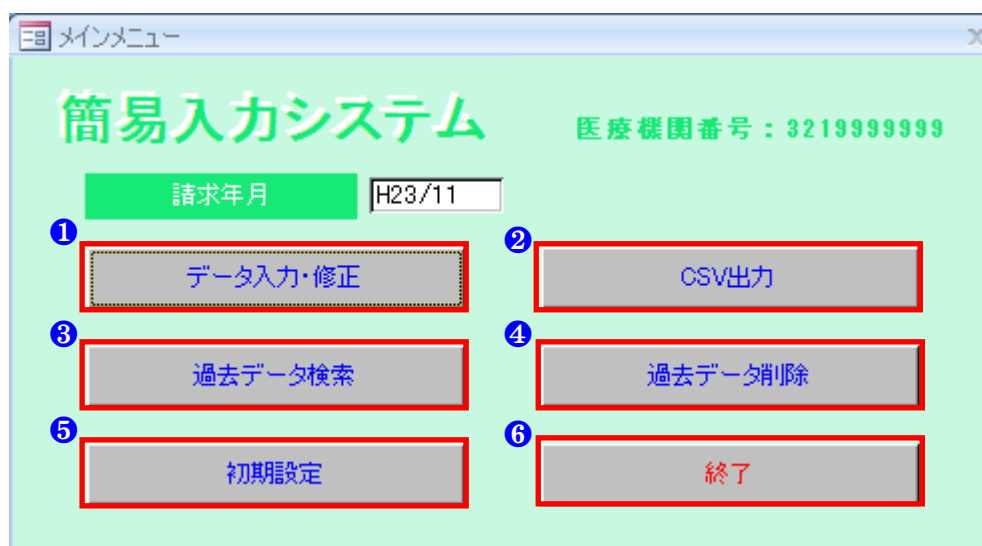 メインメニュー
簡易入力システム
医療機関番号：3219999999
請求年月 H23/11
❶ ❷
データ入力・修正 CSV出力
❸ ❹
過去データ検索 過去データ削除
❺ ❻
初期設定 終了